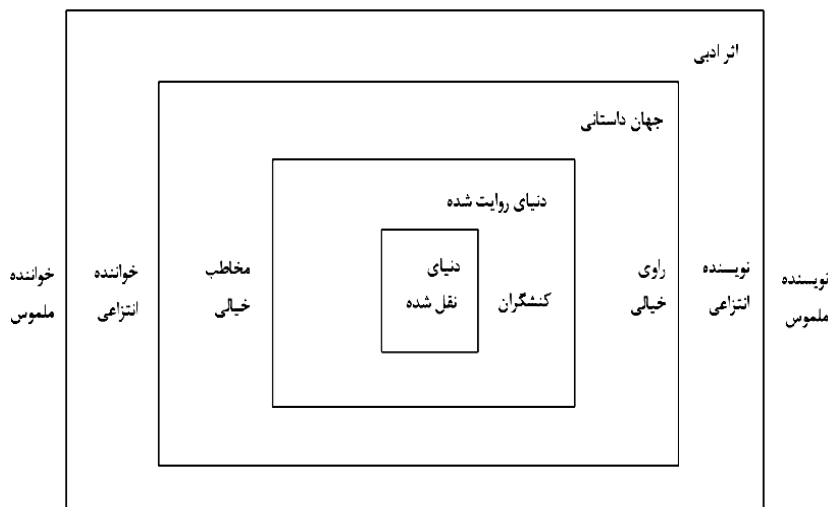 اثر ادبی
جهان داستانی
دنیای روایت شده
نویسنده
ملموس
نویسنده
انتزاعی
راوی
خیالی
کنشگران
دنیای
نقل شده
مخاطب
خیالی
خواننده
انتزاعی
خواننده
ملموس